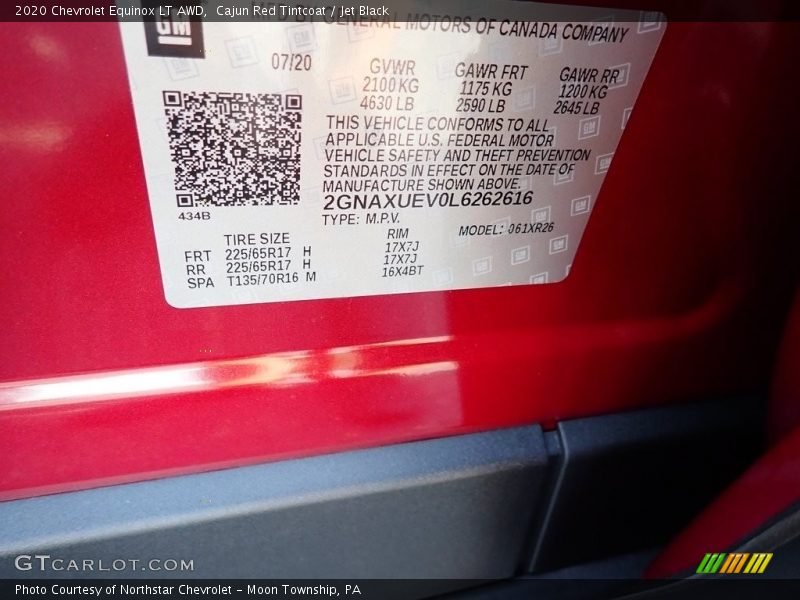 2020 Chevrolet Equinox LT AWD, Cajun Red Tintcoat / Jet Black
GM
BY GENERAL MOTORS OF CANADA COMPANY
07/20
GVWR GAWR FRT GAWR RR
2100 KG 1175 KG 1200 KG
4630 LB 2590 LB 2645 LB
THIS VEHICLE CONFORMS TO ALL
APPLICABLE U.S. FEDERAL MOTOR
VEHICLE SAFETY AND THEFT PREVENTION
STANDARDS IN EFFECT ON THE DATE OF
MANUFACTURE SHOWN ABOVE.
2GNAXUEV0L6262616
434B
TYPE: M.P.V. MODEL: 061XR26
TIRE SIZE RIM
FRT 225/65R17 H 17X7J
RR 225/65R17 H 17X7J
SPA T135/70R16 M 16X4BT
GTCARLOT.COM
Photo Courtesy of Northstar Chevrolet - Moon Township, PA